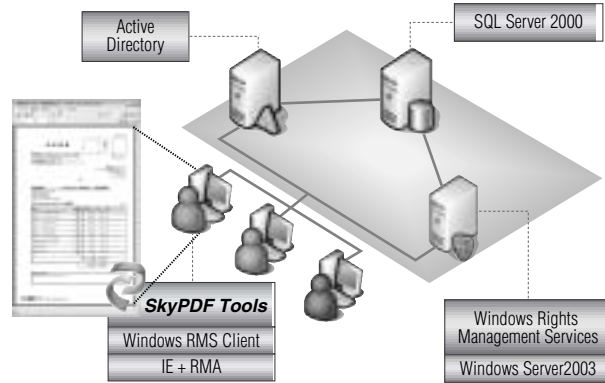 Active
Directory
SQL Server 2000
SkyPDF Tools
Windows RMS Client
IE + RMA
Windows Rights
Management Services
Windows Server2003